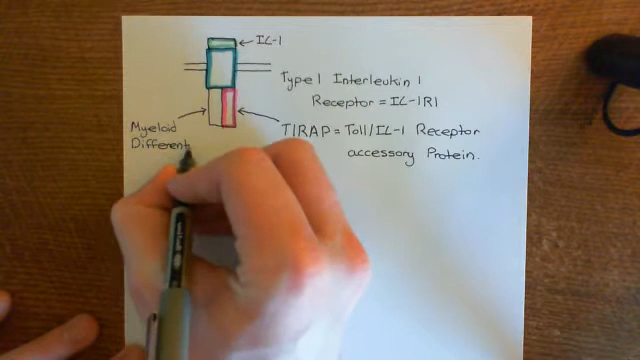 IL-1
Type 1 Interleukin 1
Receptor = IL-1R1
Myeloid
Different
TIRAP = Toll/IL-1 Receptor
accessory Protein.